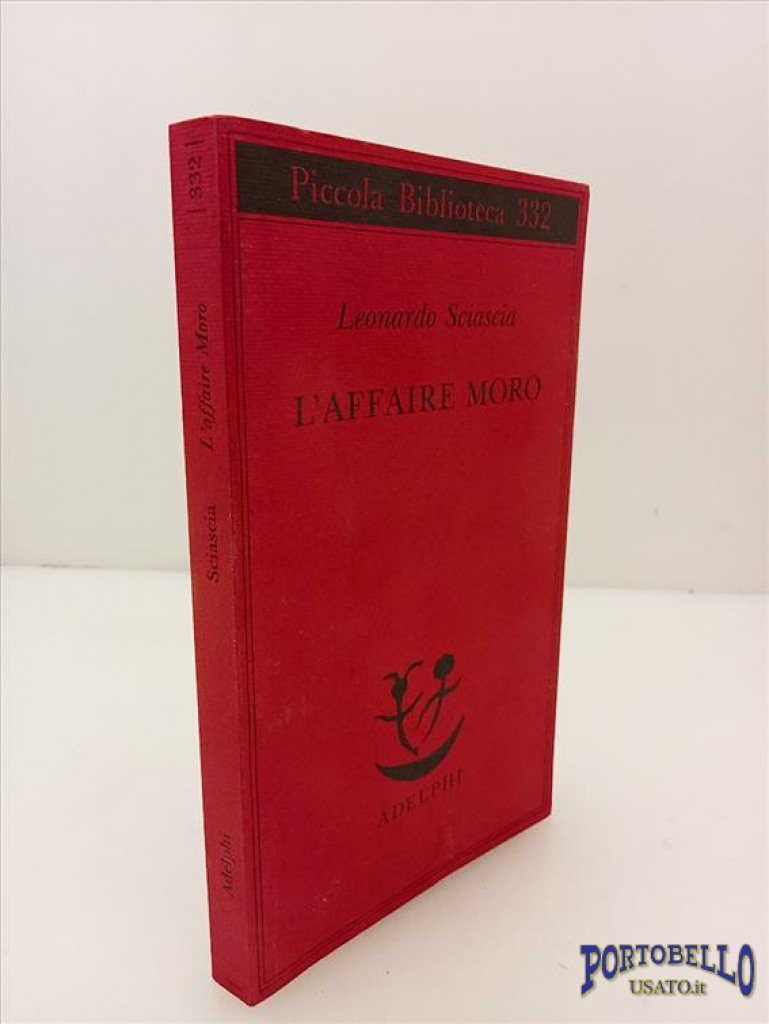 Piccola Biblioteca 332
Leonardo Sciascia
L'AFFAIRE MORO
ADELPHI
| 332 |
L'affaire Moro
Sciascia
Adelphi
PORTOBELLO
USATO.it